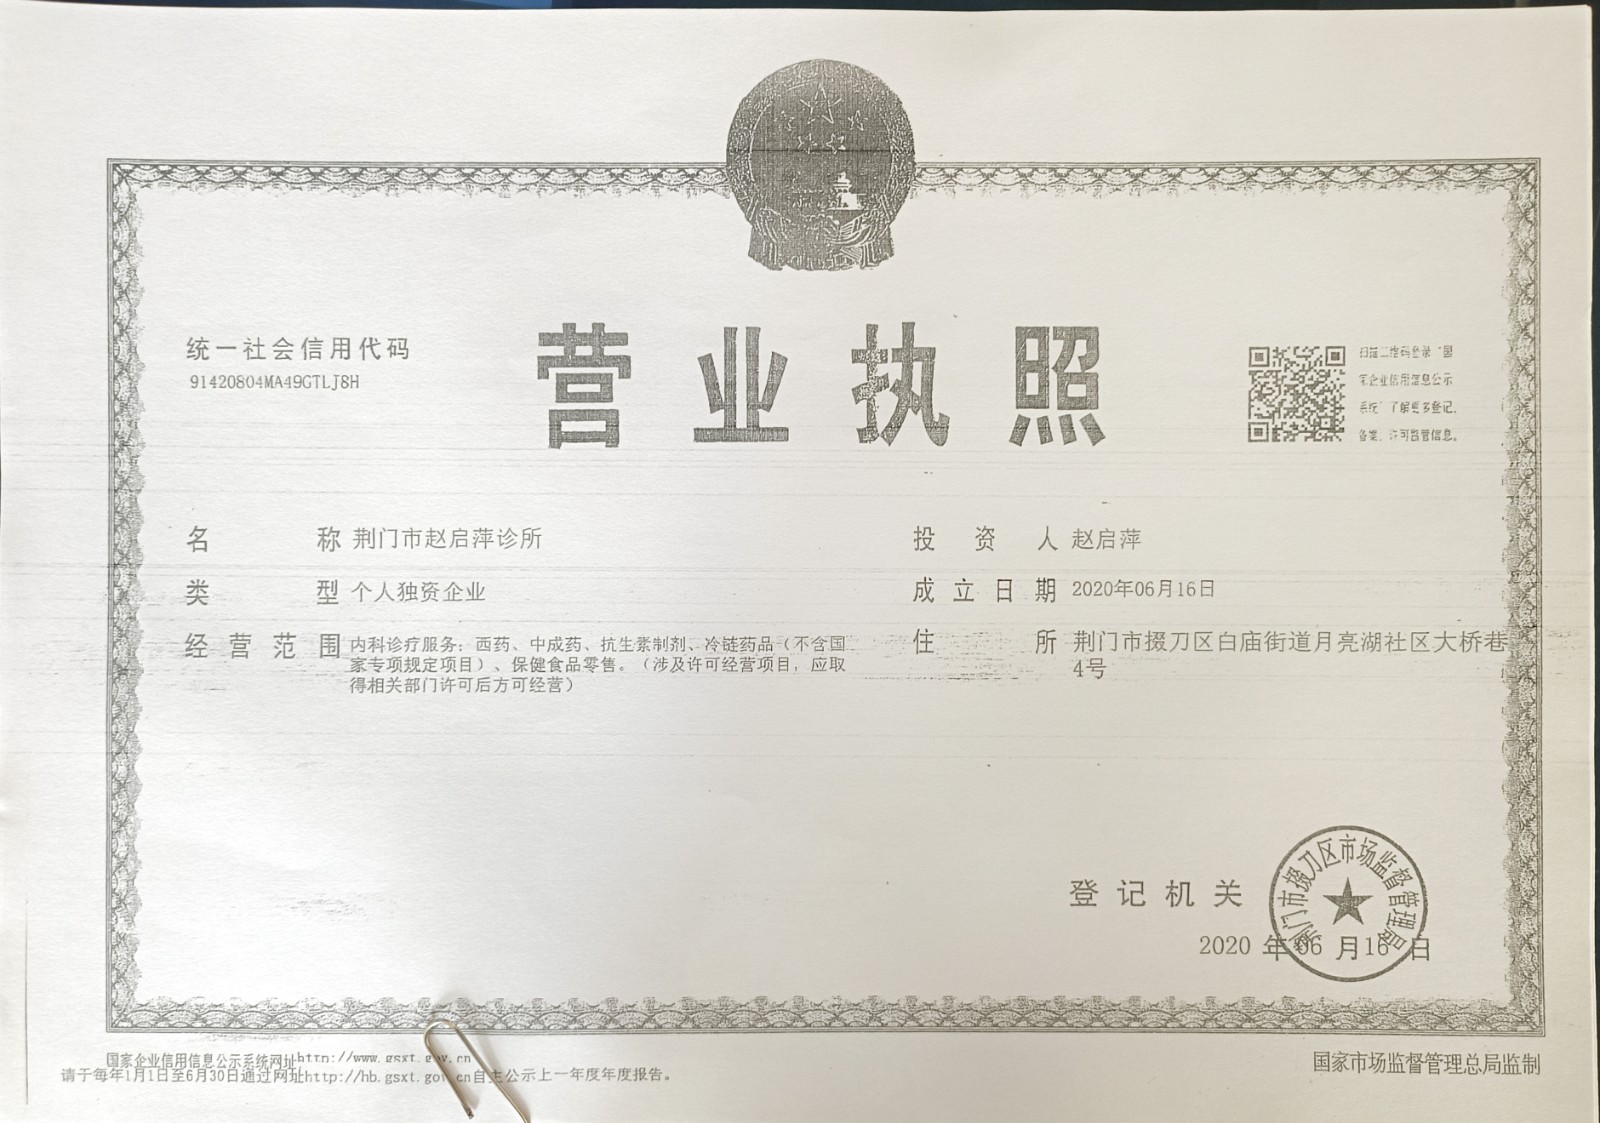 统一社会信用代码
91420804MA49GTLJ8H
营业执照
扫描二维码登录“国
家企业信用信息公示
系统”了解更多登记、
备案、许可监管信息。
名称 荆门市赵启萍诊所
类型 个人独资企业
经营范围 内科诊疗服务；西药、中成药、抗生素制剂、冷链药品（不含国
家专项规定项目）、保健食品零售。（涉及许可经营项目，应取
得相关部门许可后方可经营）
投资人 赵启萍
成立日期 2020年06月16日
住所 荆门市掇刀区白庙街道月亮湖社区大桥巷
4号
登记机关
荆门市掇刀区市场监督管理局
2020 年 06 月 16 日
国家企业信用信息公示系统网址http://www.gsxt.gov.cn
请于每年1月1日至6月30日通过网址http://hb.gsxt.gov.cn自主公示上一年度年度报告。
国家市场监督管理总局监制